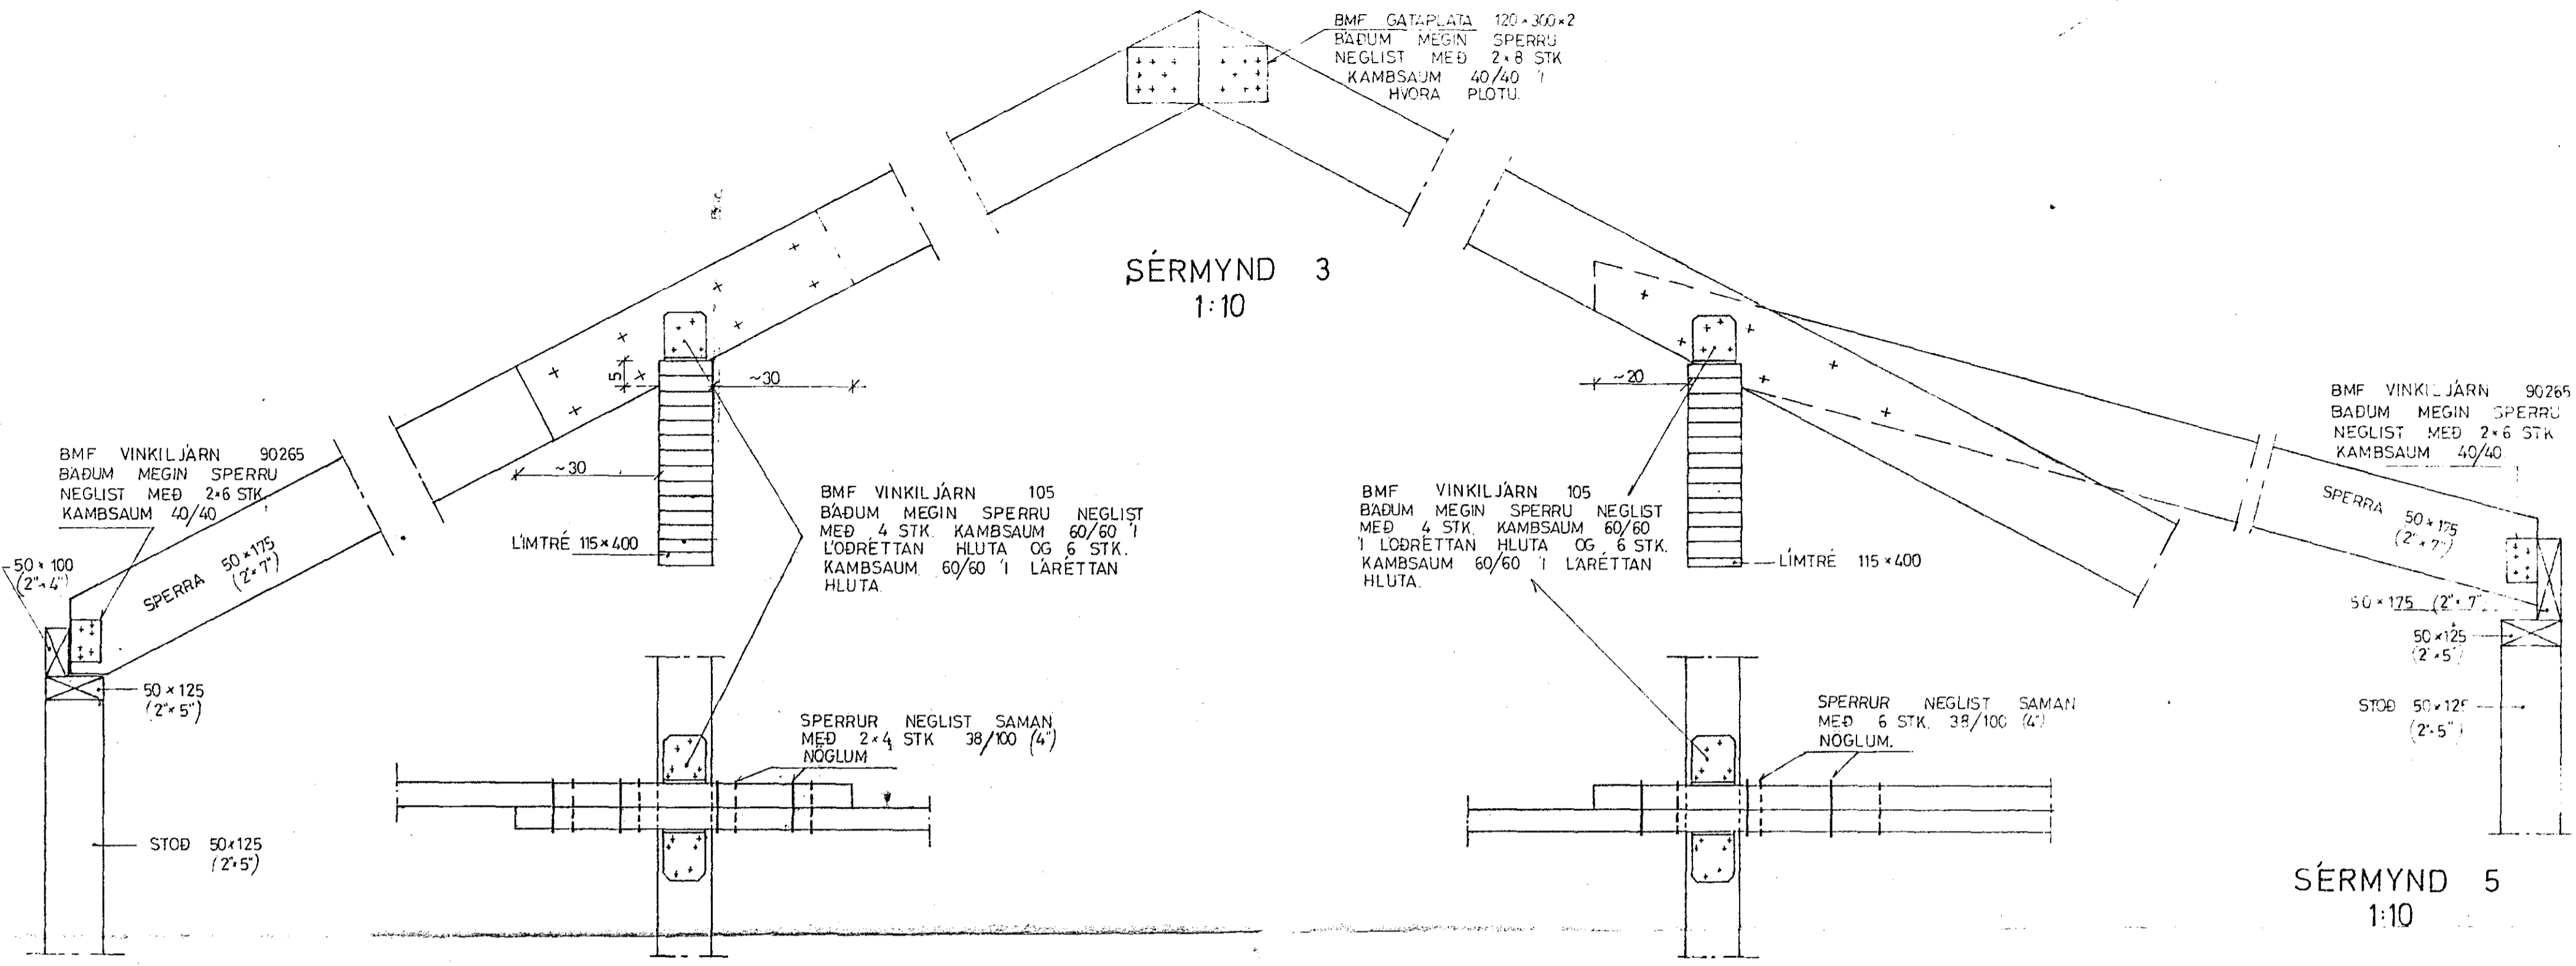 BMF GATAPLATA 120×300×2
BÁÐUM MEGIN SPERRU
NEGLIST MEÐ 2×8 STK
KAMBSAUM 40/40 Í
HVORA PLÖTU.
SÉRMYND 3
1:10
BMF VINKILJÁRN 90265
BÁÐUM MEGIN SPERRU
NEGLIST MEÐ 2×6 STK.
KAMBSAUM 40/40
50×100
(2"×4")
SPERRA 50×175
(2"×7")
50×125
(2"×5")
STOÐ 50×125
(2"×5")
5
~30
~30
LÍMTRÉ 115×400
BMF VINKILJÁRN 105
BÁÐUM MEGIN SPERRU NEGLIST
MEÐ 4 STK. KAMBSAUM 60/60 Í
LÓÐRÉTTAN HLUTA OG 6 STK.
KAMBSAUM 60/60 Í LÁRÉTTAN
HLUTA.
SPERRUR NEGLIST SAMAN
MEÐ 2×4 STK 38/100 (4")
NÖGLUM
~20
BMF VINKILJÁRN 105
BÁÐUM MEGIN SPERRU NEGLIST
MEÐ 4 STK. KAMBSAUM 60/60
Í LÓÐRÉTTAN HLUTA OG 6 STK.
KAMBSAUM 60/60 Í LÁRÉTTAN
HLUTA.
LÍMTRÉ 115×400
SPERRUR NEGLIST SAMAN
MEÐ 6 STK. 38/100 (4")
NÖGLUM.
BMF VINKILJÁRN 90265
BAÐUM MEGIN SPERRU
NEGLIST MEÐ 2×6 STK
KAMBSAUM 40/40
SPERRA 50×175
(2"×7")
50×175 (2"×7")
50×125
(2"×5")
STOÐ 50×125
(2"×5")
SÉRMYND 5
1:10